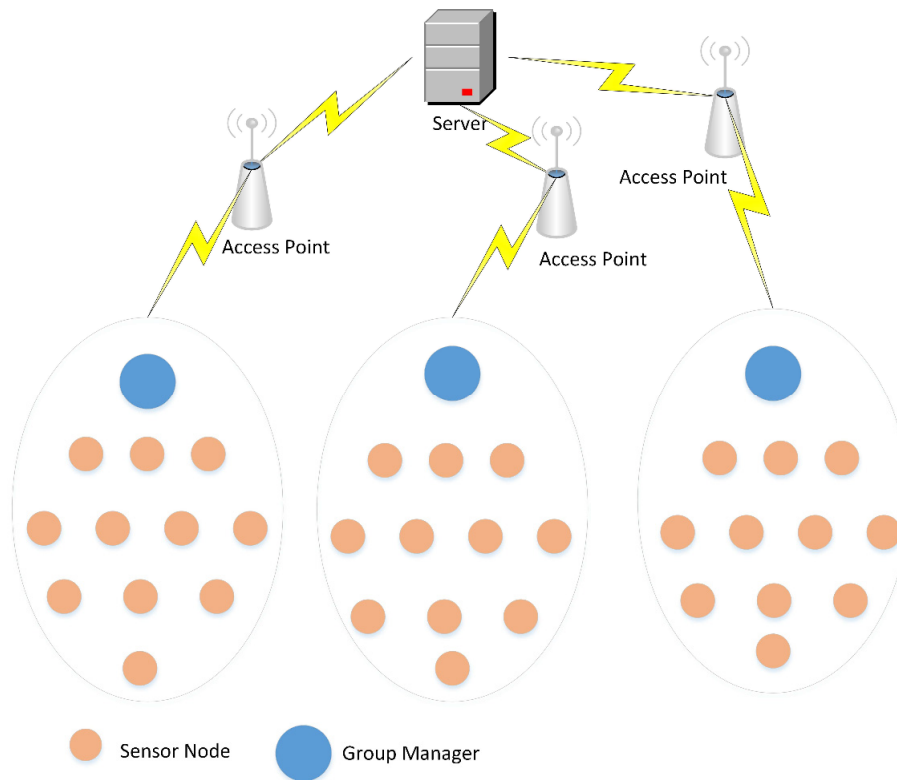 Server
Access Point
Access Point
Access Point
Sensor Node
Group Manager